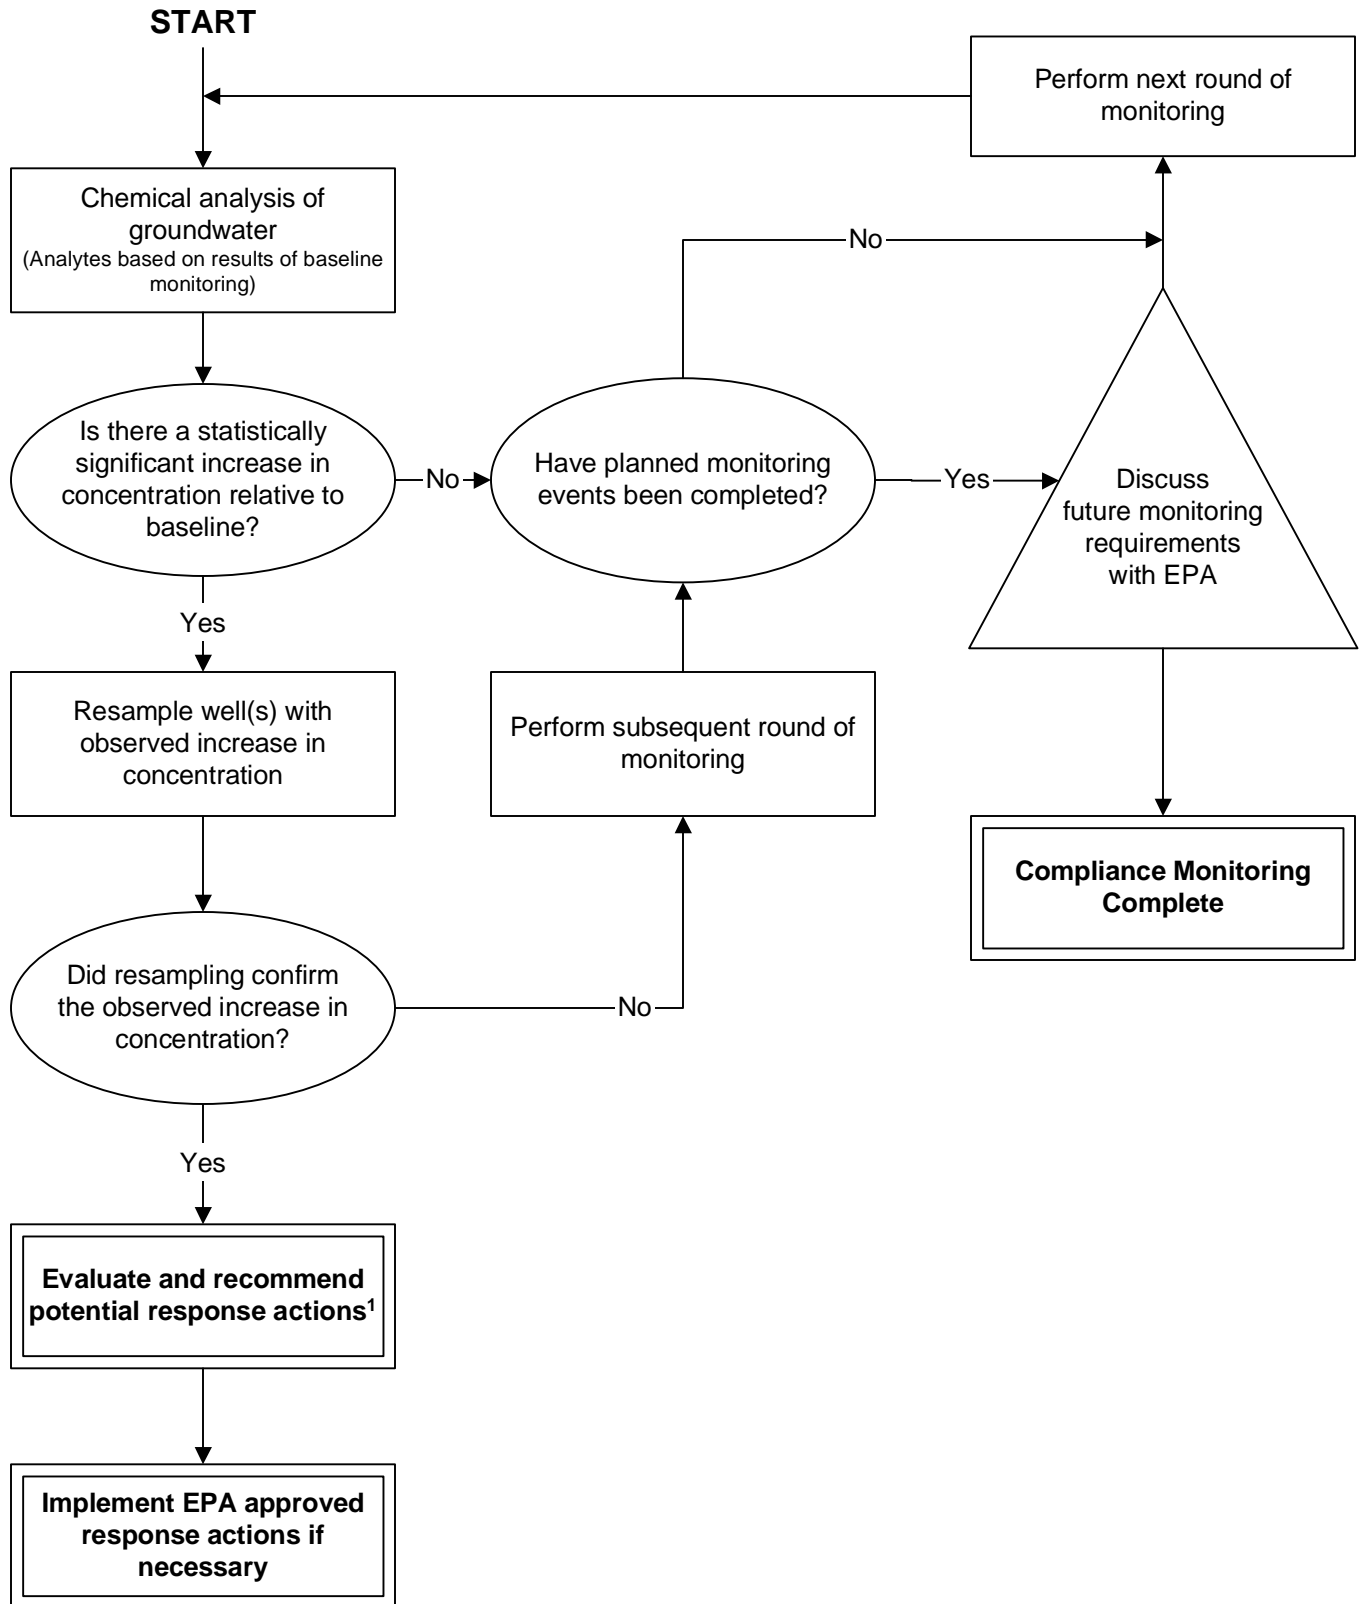 START
Perform next round of
monitoring
Chemical analysis of
groundwater
(Analytes based on results of baseline
monitoring)
No
Is there a statistically
significant increase in
concentration relative to
baseline?
No
Have planned monitoring
events been completed?
Yes
Discuss
future monitoring
requirements
with EPA
Yes
Resample well(s) with
observed increase in
concentration
Perform subsequent round of
monitoring
Compliance Monitoring
Complete
Did resampling confirm
the observed increase in
concentration?
No
Yes
Evaluate and recommend
potential response actions¹
Implement EPA approved
response actions if
necessary